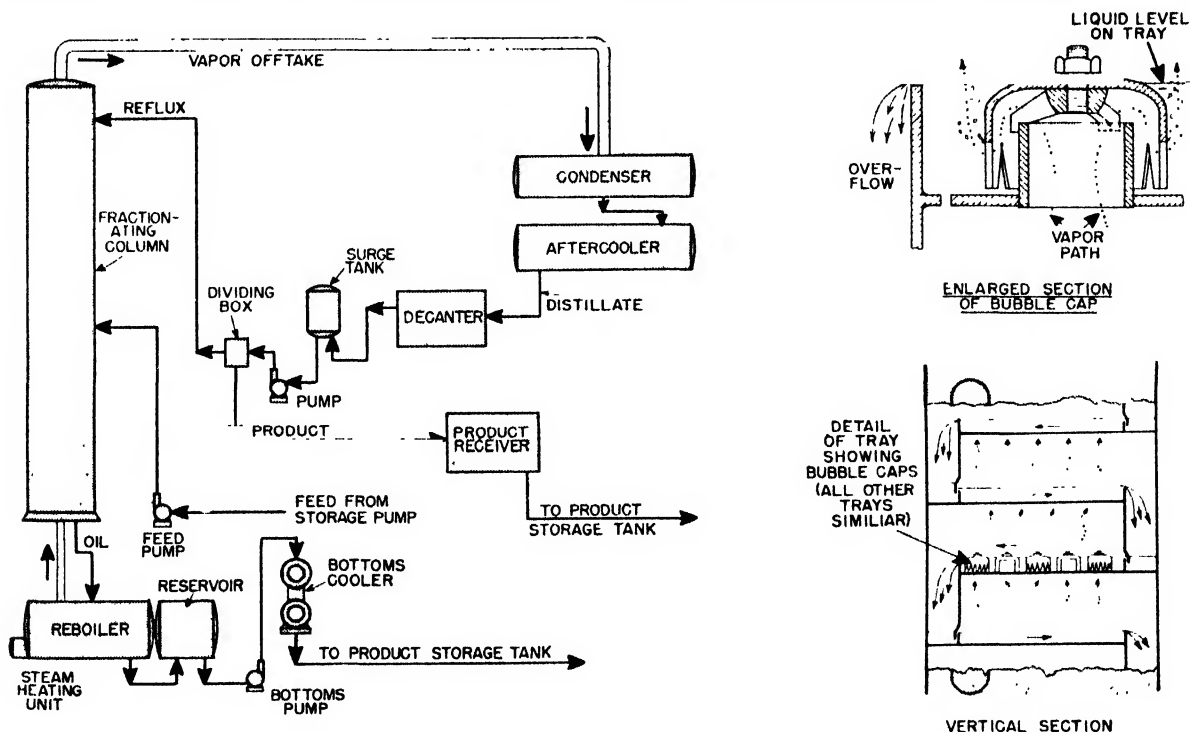 VAPOR OFFTAKE
REFLUX
FRACTION-
ATING
COLUMN
CONDENSER
AFTERCOOLER
DISTILLATE
DECANTER
SURGE
TANK
DIVIDING
BOX
PUMP
PRODUCT
PRODUCT
RECEIVER
TO PRODUCT
STORAGE TANK
FEED FROM
STORAGE PUMP
FEED
PUMP
OIL
RESERVOIR
REBOILER
STEAM
HEATING
UNIT
BOTTOMS
PUMP
BOTTOMS
COOLER
TO PRODUCT STORAGE TANK
LIQUID LEVEL
ON TRAY
OVER-
FLOW
VAPOR
PATH
ENLARGED SECTION
OF BUBBLE CAP
DETAIL
OF TRAY
SHOWING
BUBBLE CAPS
(ALL OTHER
TRAYS
SIMILIAR)
VERTICAL SECTION